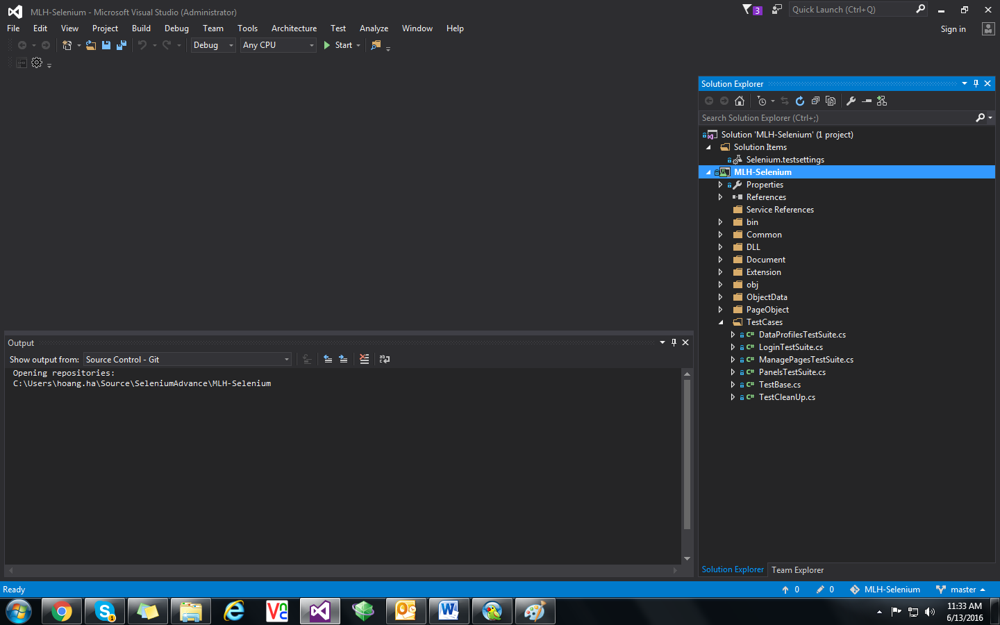 MLH-Selenium - Microsoft Visual Studio (Administrator)
3
Quick Launch (Ctrl+Q)
File Edit View Project Build Debug Team Tools Architecture Test Analyze Window Help
Sign in
Debug Any CPU Start
Solution Explorer
Search Solution Explorer (Ctrl+;)
Solution 'MLH-Selenium' (1 project)
Solution Items
Selenium.testsettings
MLH-Selenium
Properties
References
Service References
bin
Common
DLL
Document
Extension
obj
ObjectData
PageObject
TestCases
C# DataProfilesTestSuite.cs
C# LoginTestSuite.cs
C# ManagePagesTestSuite.cs
C# PanelsTestSuite.cs
C# TestBase.cs
C# TestCleanUp.cs
Solution Explorer Team Explorer
Output
Show output from: Source Control - Git
Opening repositories:
C:\Users\hoang.ha\Source\SeleniumAdvance\MLH-Selenium
Ready
0 0 MLH-Selenium master
11:33 AM
6/13/2016